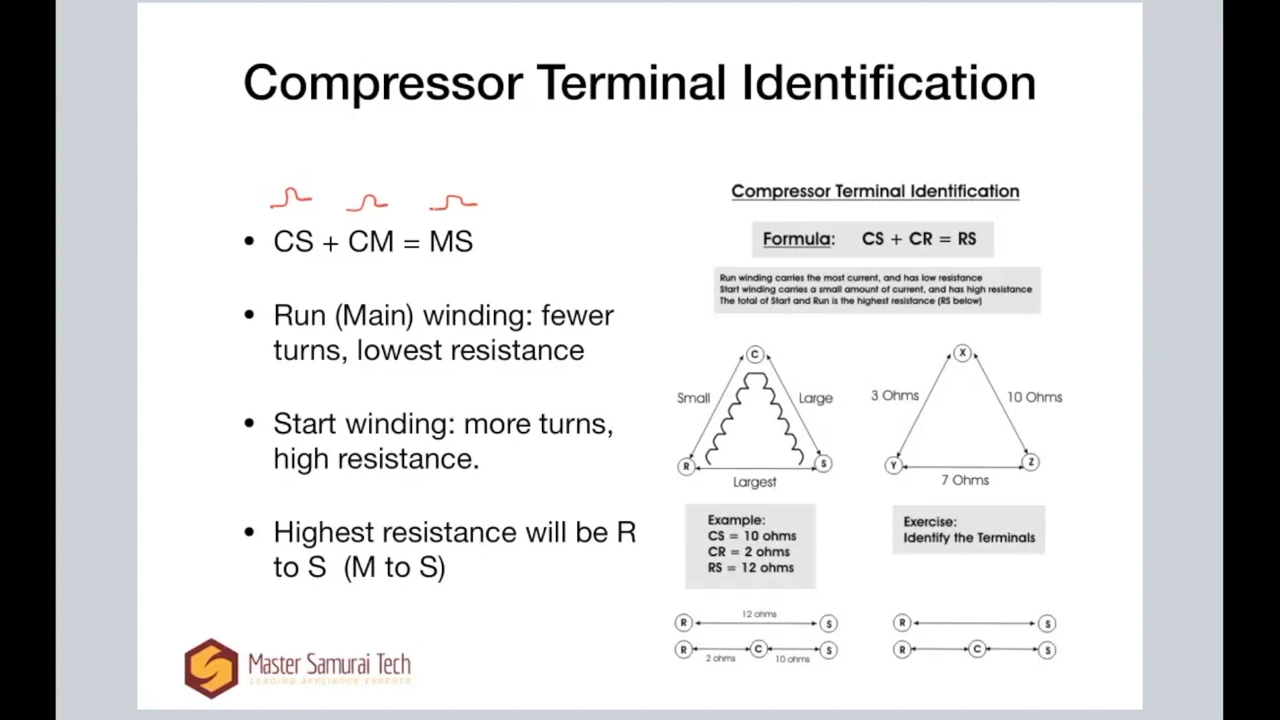 Compressor Terminal Identification
• CS + CM = MS
• Run (Main) winding: fewer
turns, lowest resistance
• Start winding: more turns,
high resistance.
• Highest resistance will be R
to S (M to S)
Master Samurai Tech
LEADING APPLIANCE EXPERTS
Compressor Terminal Identification
Formula: CS + CR = RS
Run winding carries the most current, and has low resistance
Start winding carries a small amount of current, and has high resistance
The total of Start and Run is the highest resistance (RS below)
C
Small
Large
R
S
Largest
X
3 Ohms
10 Ohms
Y
Z
7 Ohms
Example:
CS = 10 ohms
CR = 2 ohms
RS = 12 ohms
Exercise:
Identify the Terminals
12 ohms
R S
R C S
2 ohms 10 ohms
R S
R C S